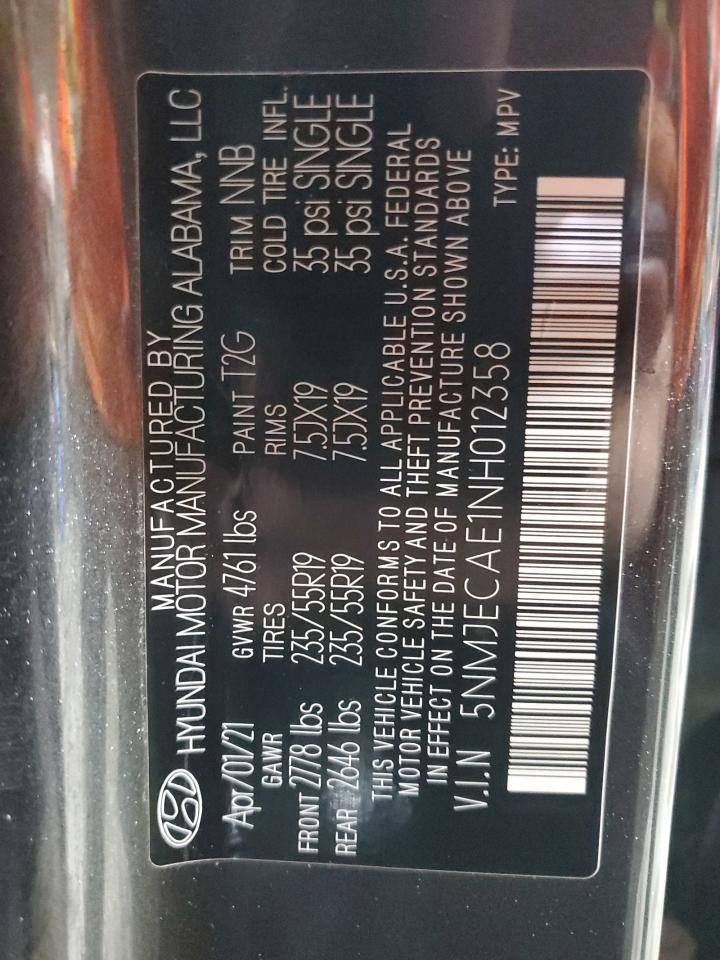 MANUFACTURED BY
HYUNDAI MOTOR MANUFACTURING ALABAMA, LLC
Apr/01/21 GVWR 4761 lbs PAINT T2G TRIM NNB
GAWR TIRES RIMS COLD TIRE INFL.
FRONT 2778 lbs 235/55R19 7.5JX19 35 psi SINGLE
REAR 2646 lbs 235/55R19 7.5JX19 35 psi SINGLE
THIS VEHICLE CONFORMS TO ALL APPLICABLE U.S.A. FEDERAL
MOTOR VEHICLE SAFETY AND THEFT PREVENTION STANDARDS
IN EFFECT ON THE DATE OF MANUFACTURE SHOWN ABOVE
V.I.N 5NMJECAE1NH012358 TYPE: MPV